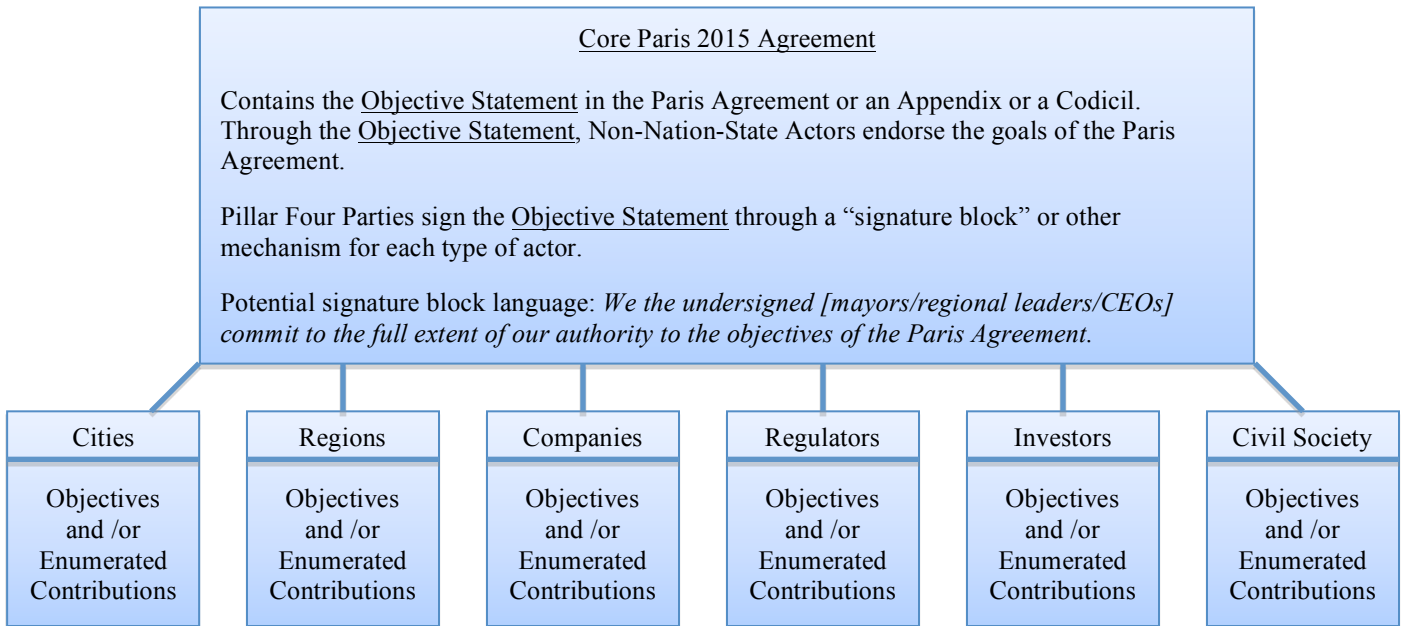 Core Paris 2015 Agreement
Contains the Objective Statement in the Paris Agreement or an Appendix or a Codicil.
Through the Objective Statement, Non-Nation-State Actors endorse the goals of the Paris
Agreement.
Pillar Four Parties sign the Objective Statement through a “signature block” or other
mechanism for each type of actor.
Potential signature block language: We the undersigned [mayors/regional leaders/CEOs]
commit to the full extent of our authority to the objectives of the Paris Agreement.
Cities
Objectives
and /or
Enumerated
Contributions
Regions
Objectives
and /or
Enumerated
Contributions
Companies
Objectives
and /or
Enumerated
Contributions
Regulators
Objectives
and /or
Enumerated
Contributions
Investors
Objectives
and /or
Enumerated
Contributions
Civil Society
Objectives
and /or
Enumerated
Contributions